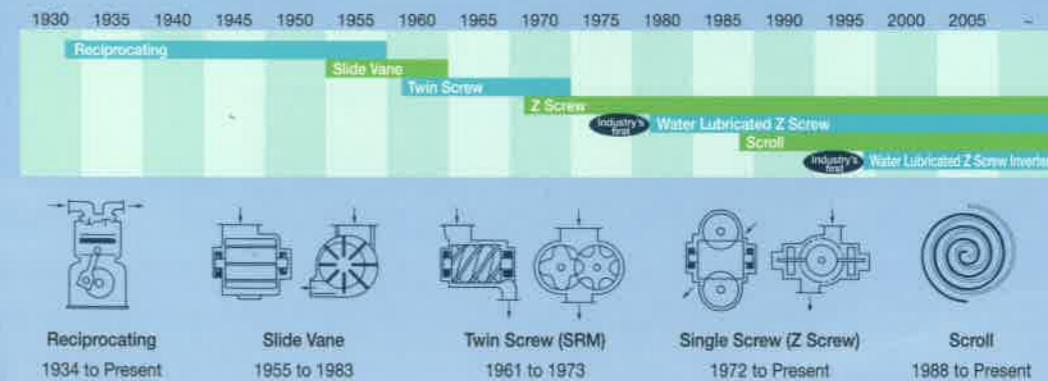 1930 1935 1940 1945 1950 1955 1960 1965 1970 1975 1980 1985 1990 1995 2000 2005 ~
Reciprocating
Slide Vane
Twin Screw
Z Screw
Industry's
first
Water Lubricated Z Screw
Scroll
Industry's
first
Water Lubricated Z Screw Inverter
Reciprocating
1934 to Present
Slide Vane
1955 to 1983
Twin Screw (SRM)
1961 to 1973
Single Screw (Z Screw)
1972 to Present
Scroll
1988 to Present